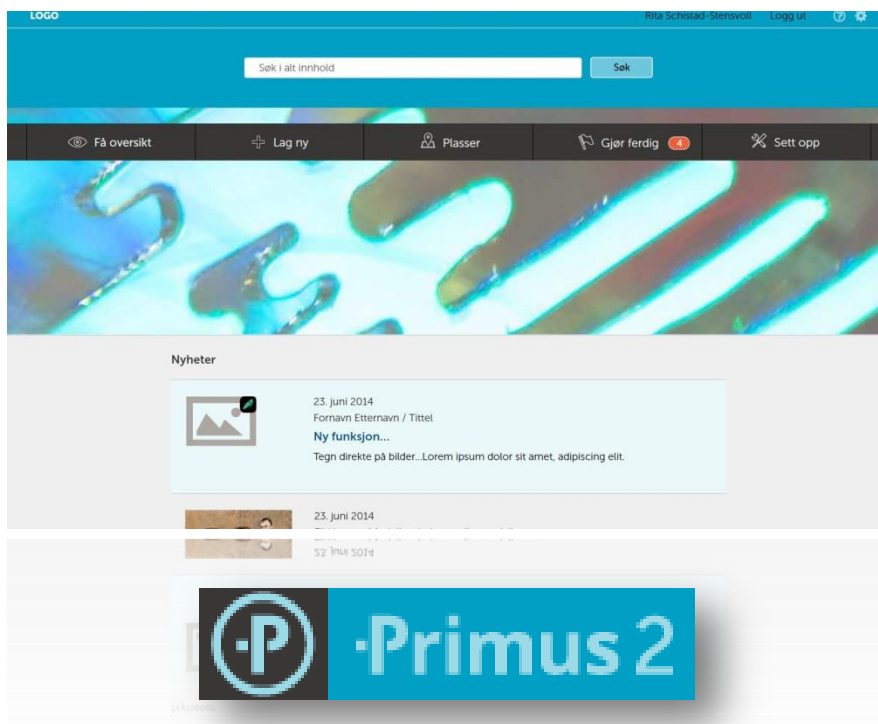 LOGO
Rita Schistad-Stensvoll Logg ut
Søk i alt innhold
Søk
Få oversikt
Lag ny
Plasser
Gjør ferdig 4
Sett opp
Nyheter
23. juni 2014
Fornavn Etternavn / Tittel
Ny funksjon...
Tegn direkte på bilder...Lorem ipsum dolor sit amet, adipiscing elit.
23. juni 2014
·P ·Primus 2